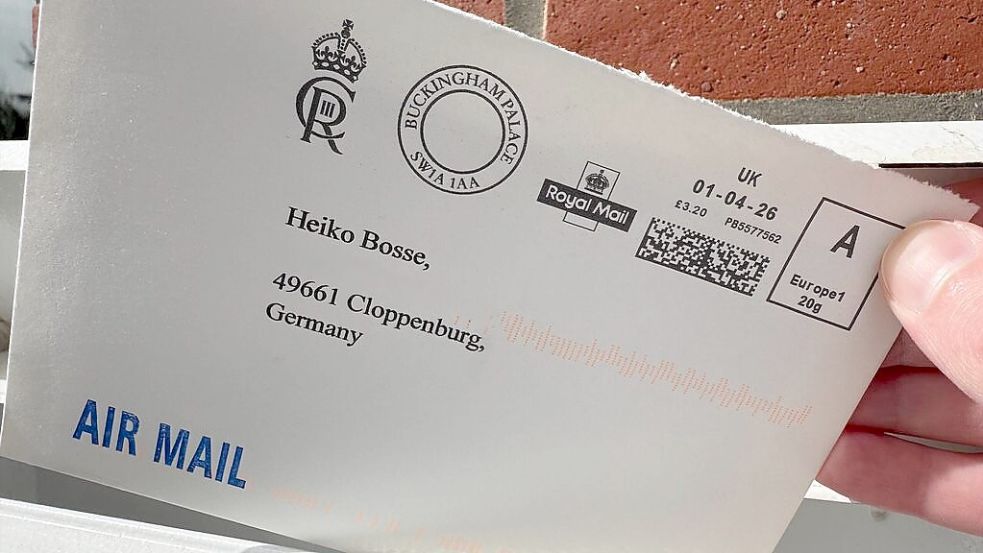 CR III
BUCKINGHAM PALACE
SW1A 1AA
Royal Mail
UK
01-04-26
£3.20 PB5577562
A
Europe1
20g
Heiko Bosse,
49661 Cloppenburg,
Germany
AIR MAIL